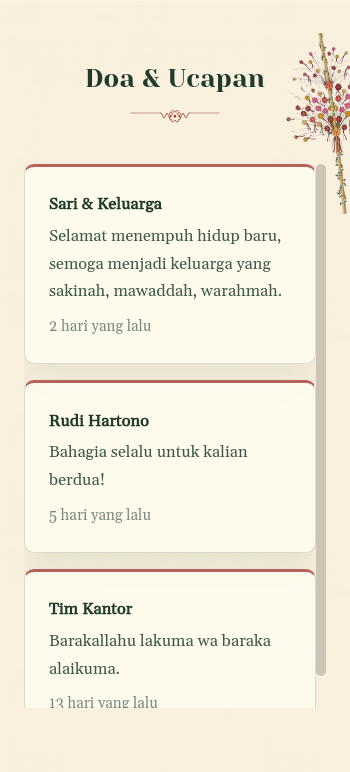 Doa & Ucapan
Sari & Keluarga
Selamat menempuh hidup baru,
semoga menjadi keluarga yang
sakinah, mawaddah, warahmah.
2 hari yang lalu
Rudi Hartono
Bahagia selalu untuk kalian
berdua!
5 hari yang lalu
Tim Kantor
Barakallahu lakuma wa baraka
alaikuma.
13 hari yang lalu